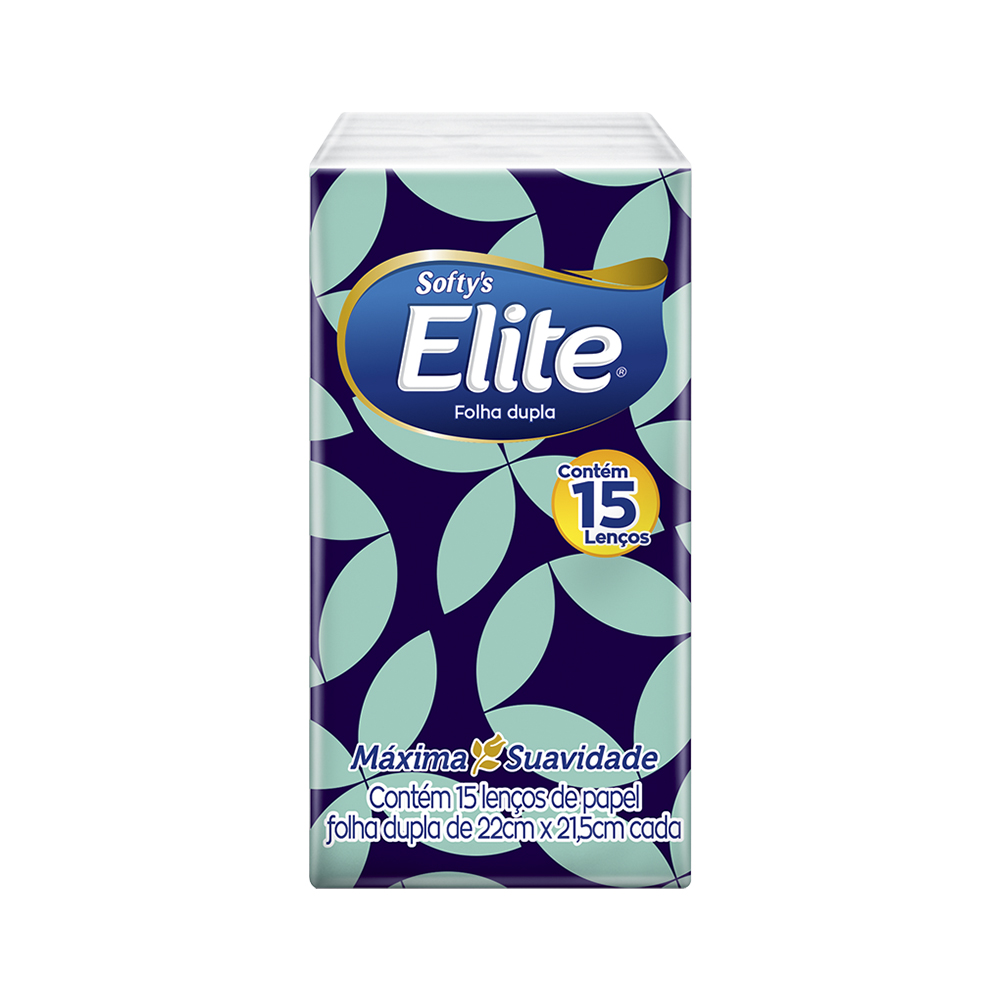 Softy's
Elite®
Folha dupla
Contém
15
Lenços
Máxima Suavidade
Contém 15 lenços de papel
folha dupla de 22cm x 21,5cm cada